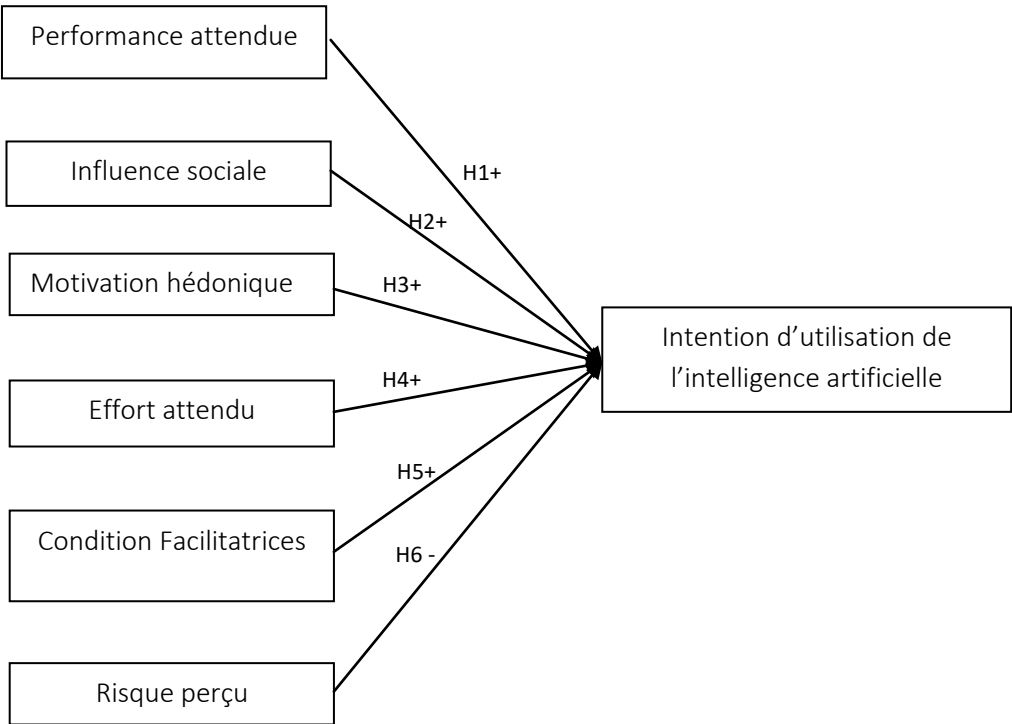 Performance attendue
H1+
Influence sociale
H2+
Motivation hédonique
H3+
Intention d’utilisation de
l’intelligence artificielle
Effort attendu
H4+
Condition Facilitatrices
H5+
H6 -
Risque perçu